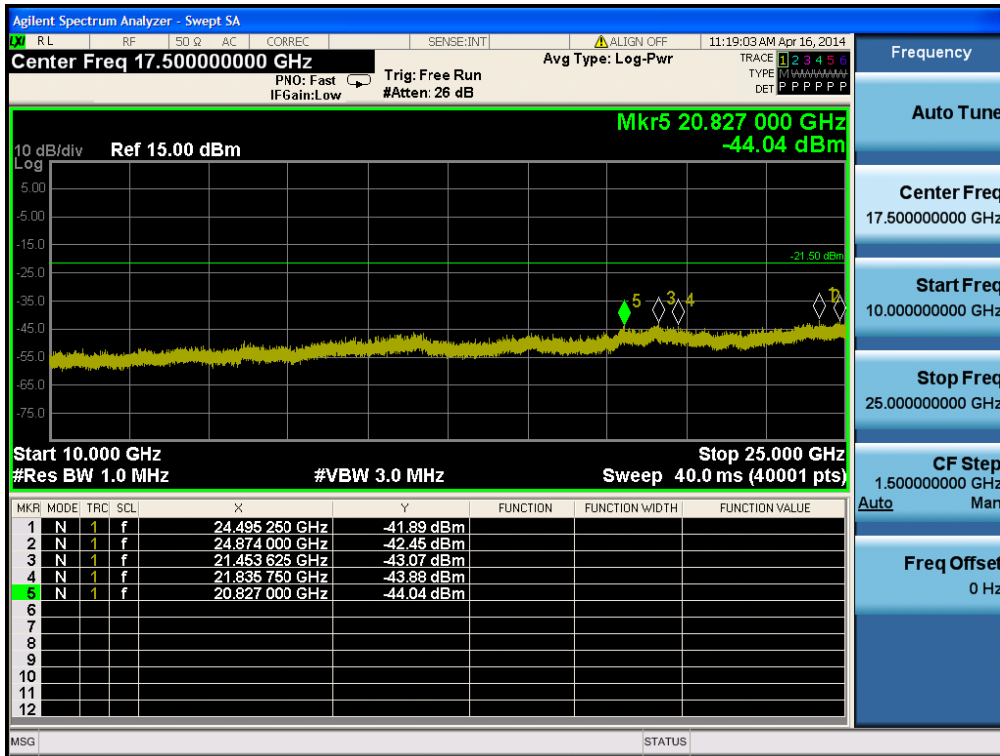 Agilent Spectrum Analyzer - Swept SA
LXI RL RF 50 Ω AC CORREC SENSE:INT ALIGN OFF 11:19:03 AM Apr 16, 2014
Center Freq 17.500000000 GHz
PNO: Fast
IFGain:Low
Trig: Free Run
#Atten: 26 dB
Avg Type: Log-Pwr
TRACE 1 2 3 4 5 6
TYPE M
DET P P P P P P
Mkr5 20.827 000 GHz
-44.04 dBm
10 dB/div Ref 15.00 dBm
Log
5.00
-5.00
-15.0
-21.50 dBm
-25.0
-35.0
5 3 4
-45.0
-55.0
-65.0
-75.0
Start 10.000 GHz Stop 25.000 GHz
#Res BW 1.0 MHz #VBW 3.0 MHz Sweep 40.0 ms (40001 pts)
MKR MODE TRC SCL X Y FUNCTION FUNCTION WIDTH FUNCTION VALUE
1 N 1 f 24.495 250 GHz -41.89 dBm
2 N 1 f 24.874 000 GHz -42.45 dBm
3 N 1 f 21.453 625 GHz -43.07 dBm
4 N 1 f 21.835 750 GHz -43.88 dBm
5 N 1 f 20.827 000 GHz -44.04 dBm
6
7
8
9
10
11
12
MSG STATUS
Frequency
Auto Tune
Center Freq
17.500000000 GHz
Start Freq
10.000000000 GHz
Stop Freq
25.000000000 GHz
CF Step
1.500000000 GHz
Auto Man
Freq Offset
0 Hz